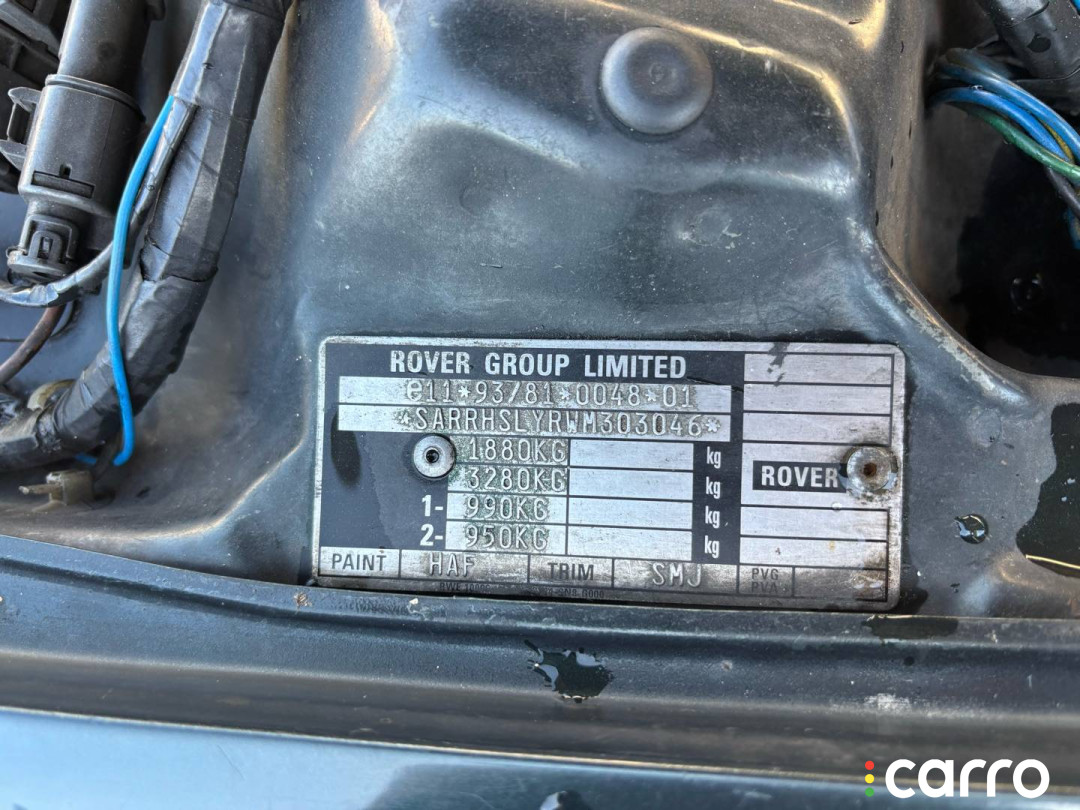 ROVER GROUP LIMITED
e11*93/81*0048*01
*SARRHSLYRWM303046*
1880KG kg
3280KG kg
ROVER
1- 990KG kg
2- 950KG kg
PAINT HAF TRIM SMJ PVG PVA
carro